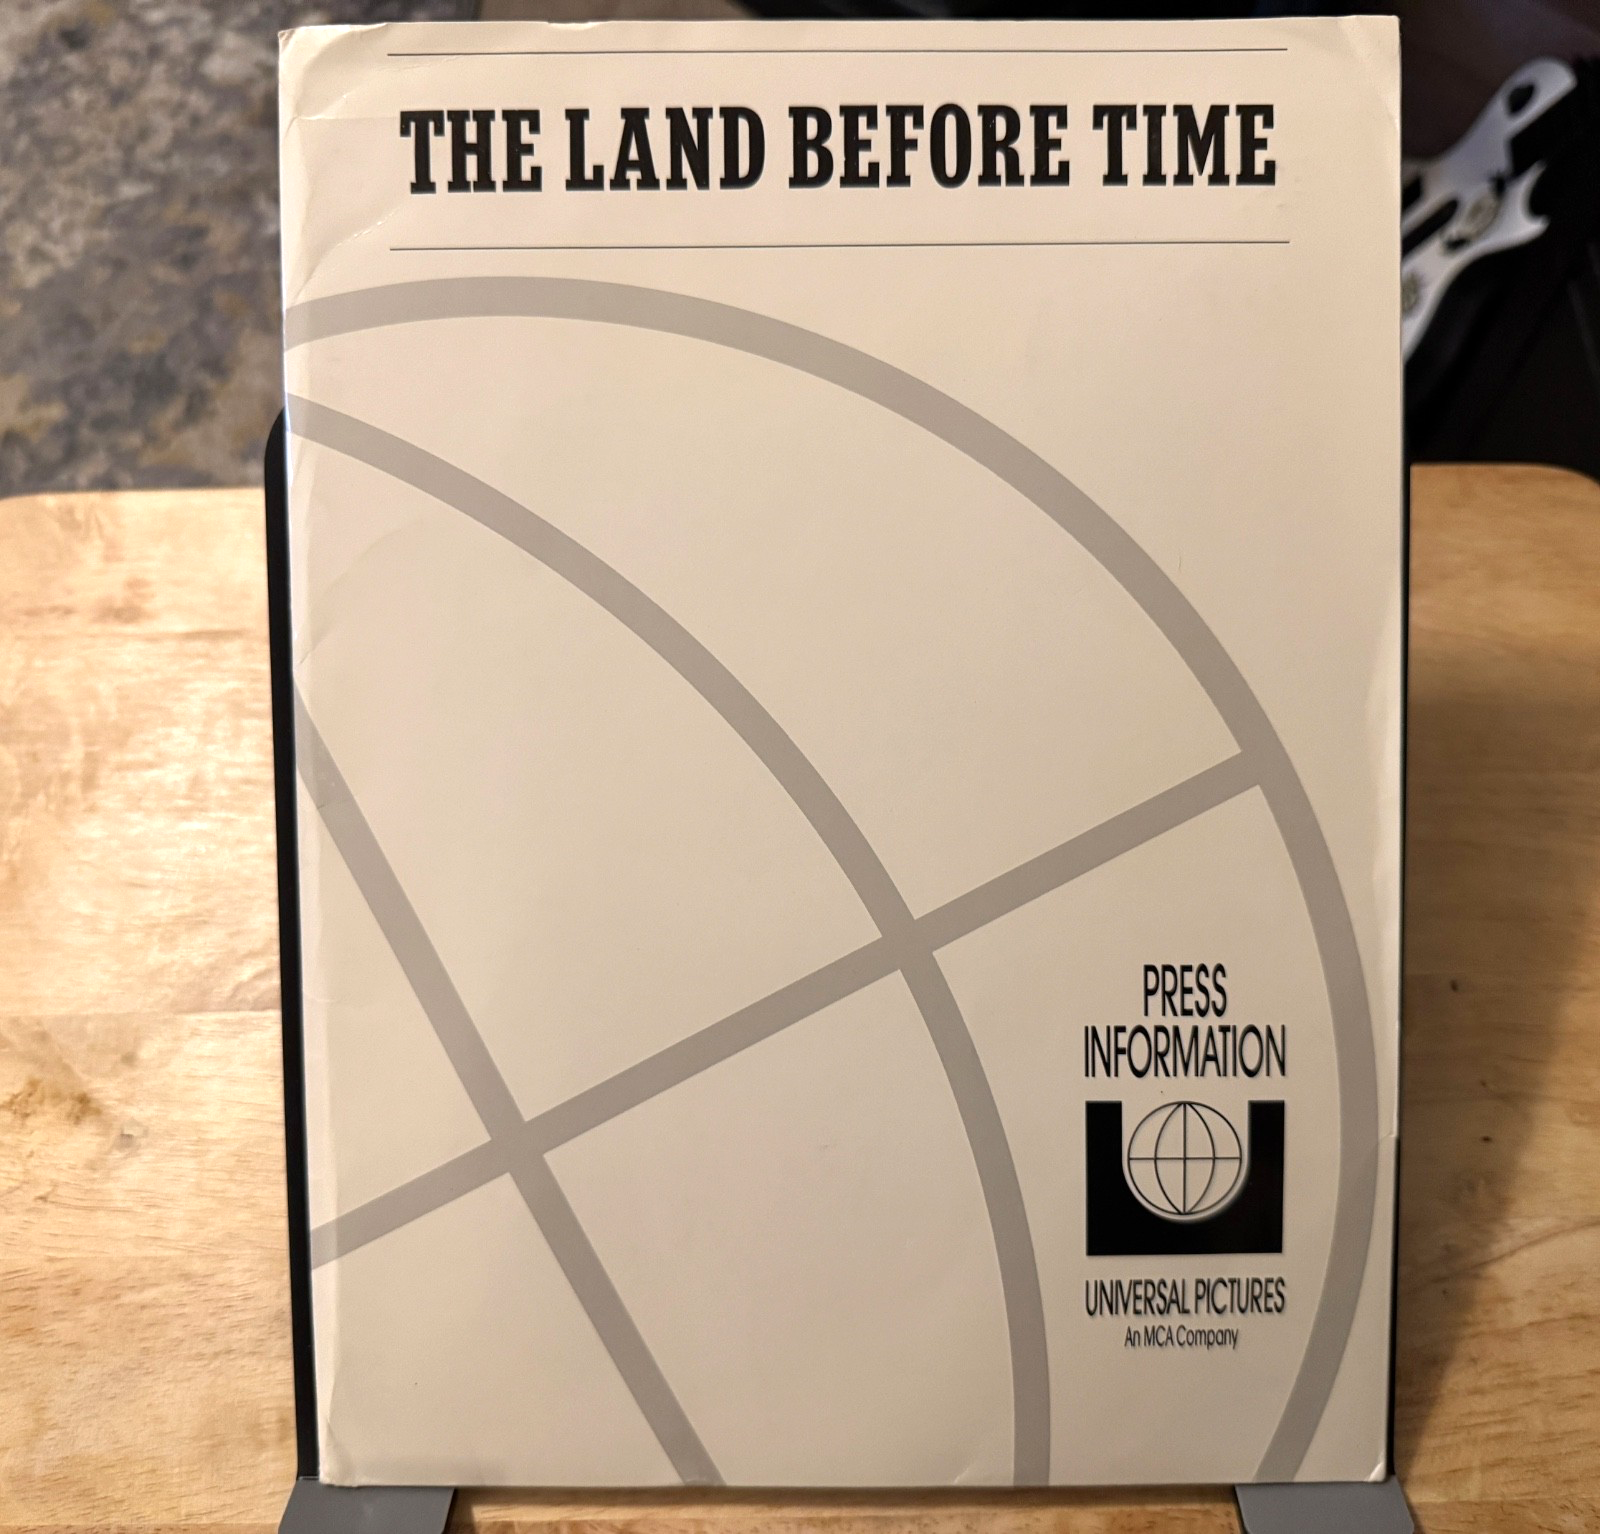 THE LAND BEFORE TIME
PRESS
INFORMATION
UNIVERSAL PICTURES
An MCA Company